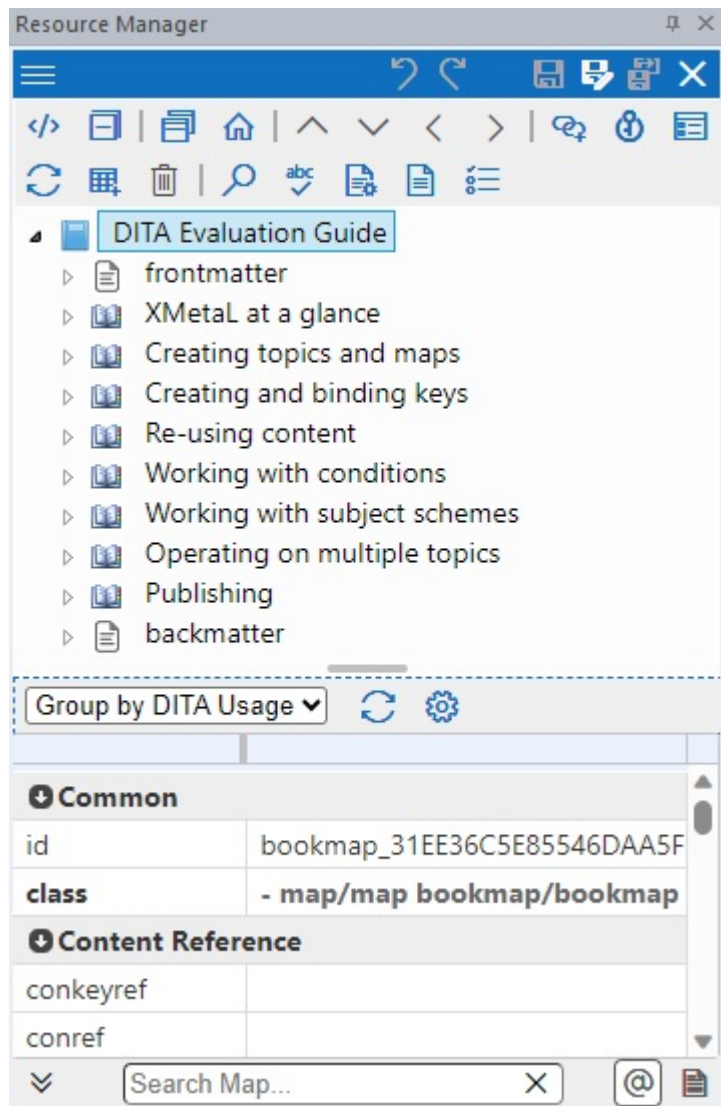 Resource Manager
abc
DITA Evaluation Guide
frontmatter
XMetaL at a glance
Creating topics and maps
Creating and binding keys
Re-using content
Working with conditions
Working with subject schemes
Operating on multiple topics
Publishing
backmatter
Group by DITA Usage
Common
id bookmap_31EE36C5E85546DAA5F
class - map/map bookmap/bookmap
Content Reference
conkeyref
conref
Search Map...